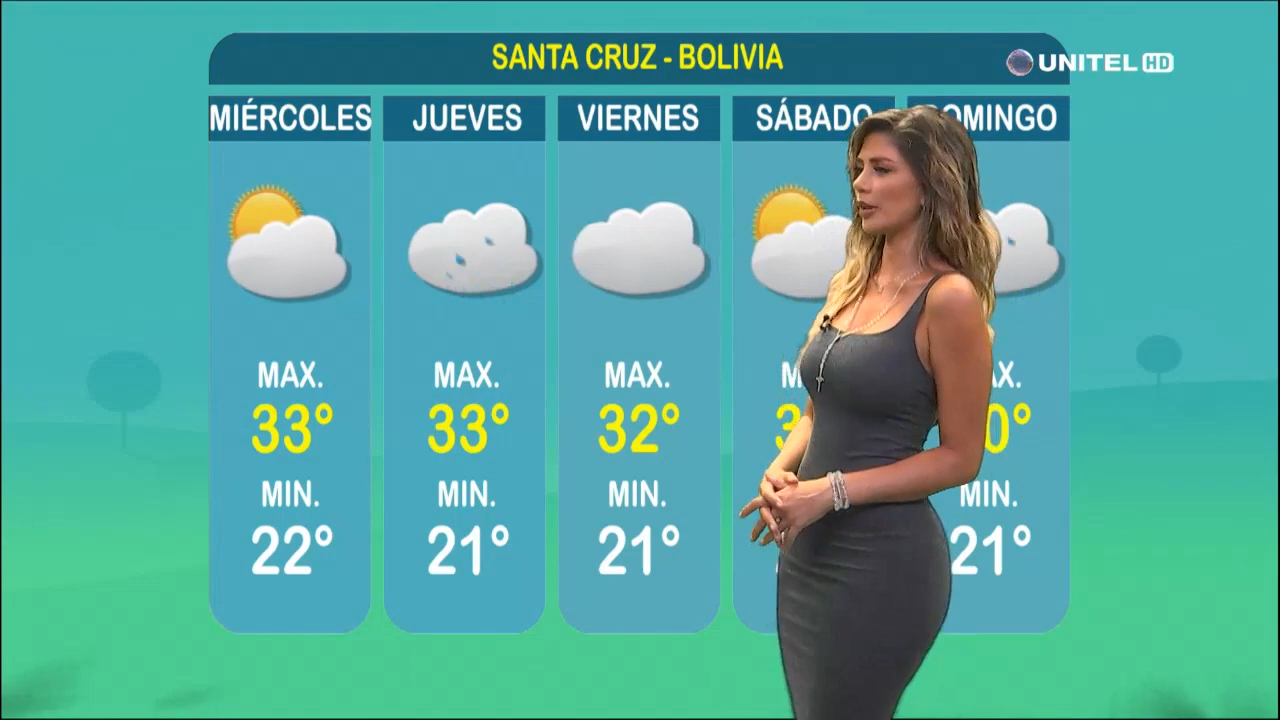 SANTA CRUZ - BOLIVIA
UNITEL HD
MIÉRCOLES
JUEVES
VIERNES
SÁBADO
MAX.
33°
MIN.
22°
MAX.
33°
MIN.
21°
MAX.
32°
MIN.
21°
MIN.
21°